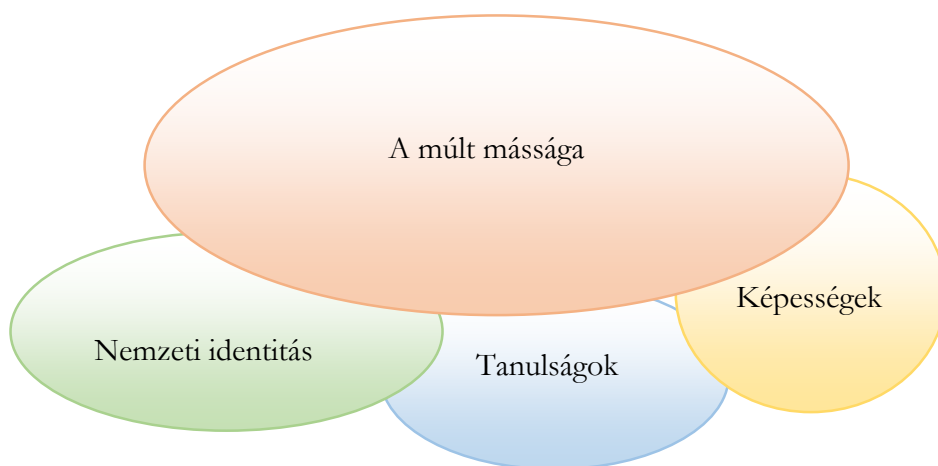 A múlt mássága
Képességek
Nemzeti identitás
Tanulságok